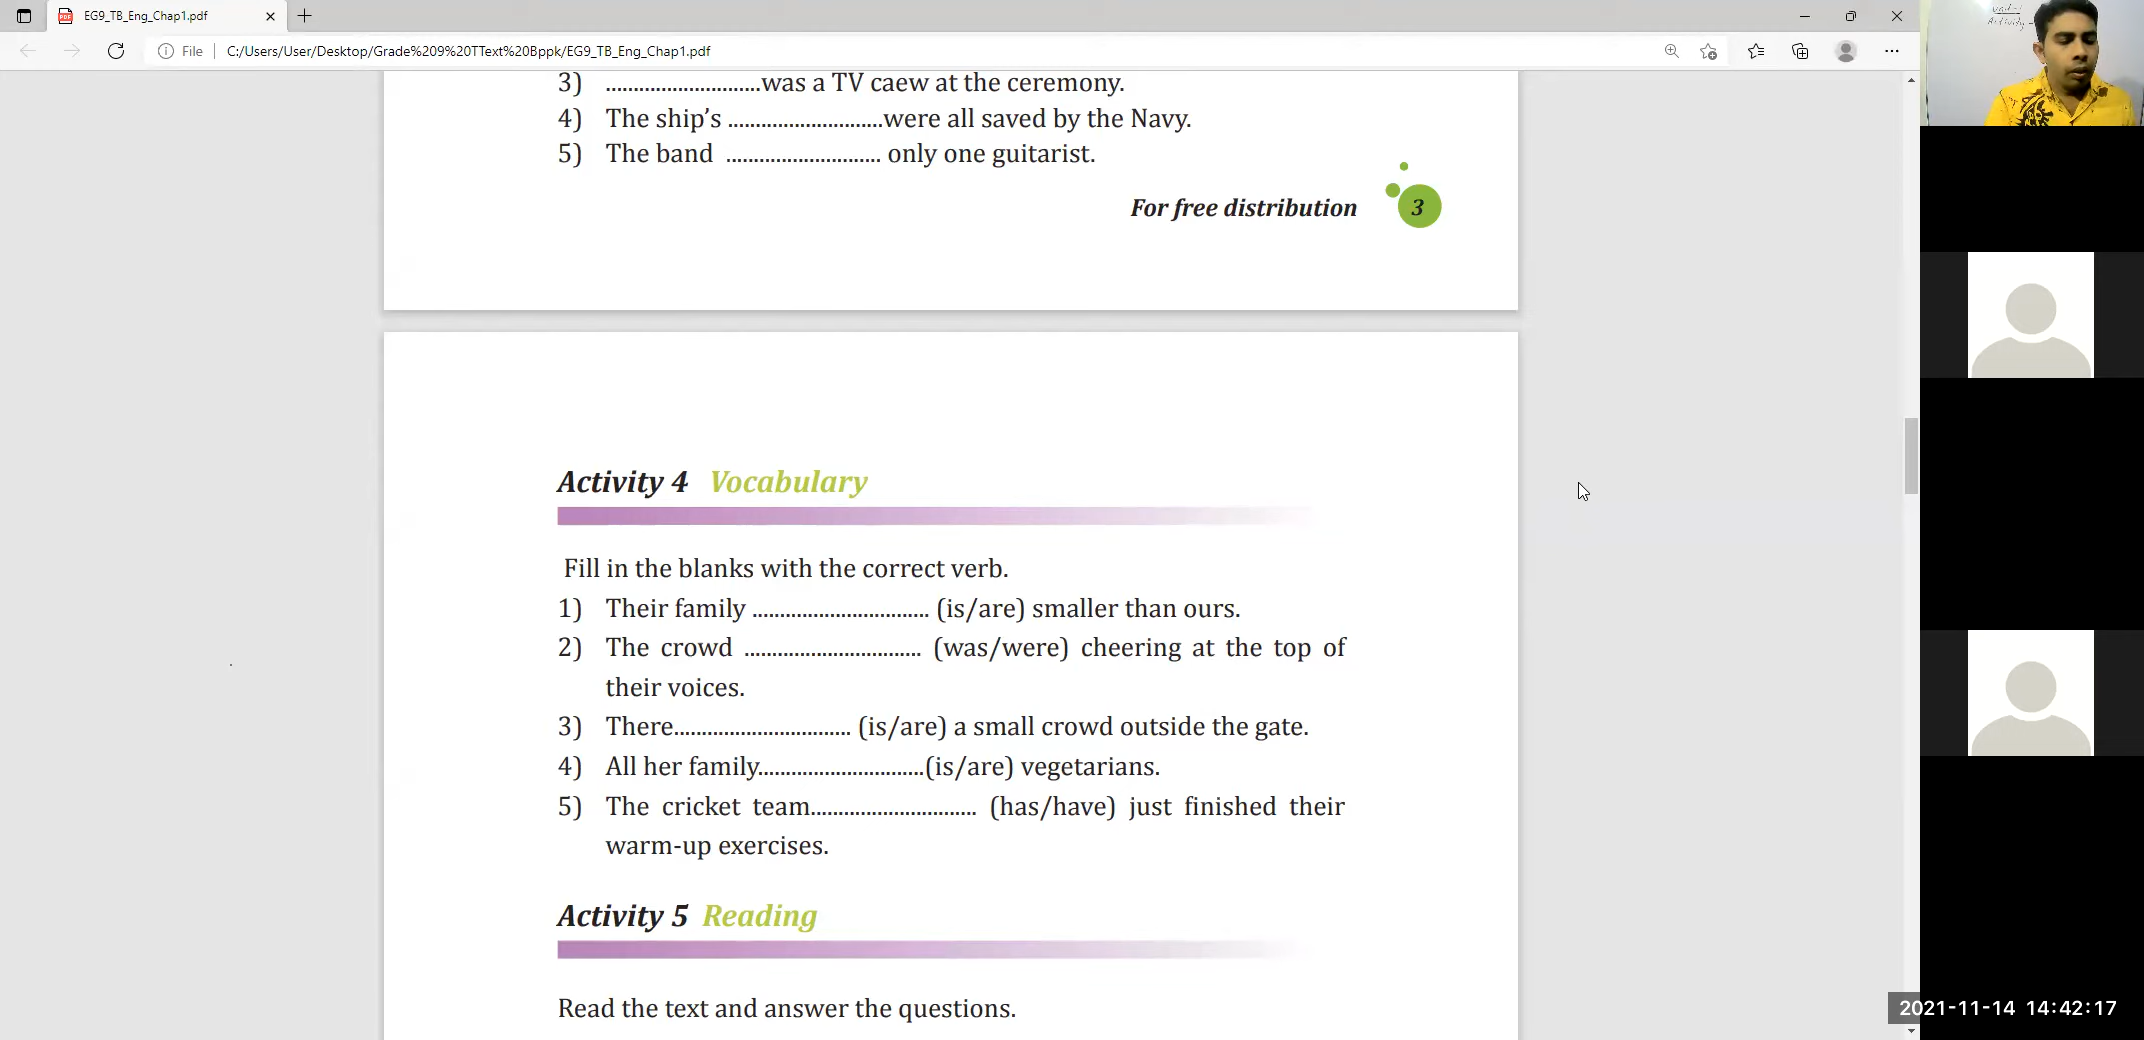 EG9_TB_Eng_Chap1.pdf
File
C:/Users/User/Desktop/Grade%209%20TText%20Bppk/EG9_TB_Eng_Chap1.pdf
3) ............................was a TV caew at the ceremony.
4) The ship's ............................were all saved by the Navy.
5) The band ............................ only one guitarist.
For free distribution 3
Activity 4 Vocabulary
Fill in the blanks with the correct verb.
1) Their family ................................ (is/are) smaller than ours.
2) The crowd ................................ (was/were) cheering at the top of
their voices.
3) There................................ (is/are) a small crowd outside the gate.
4) All her family..............................(is/are) vegetarians.
5) The cricket team.............................. (has/have) just finished their
warm-up exercises.
Activity 5 Reading
Read the text and answer the questions.
Activity
2021-11-14 14:42:17